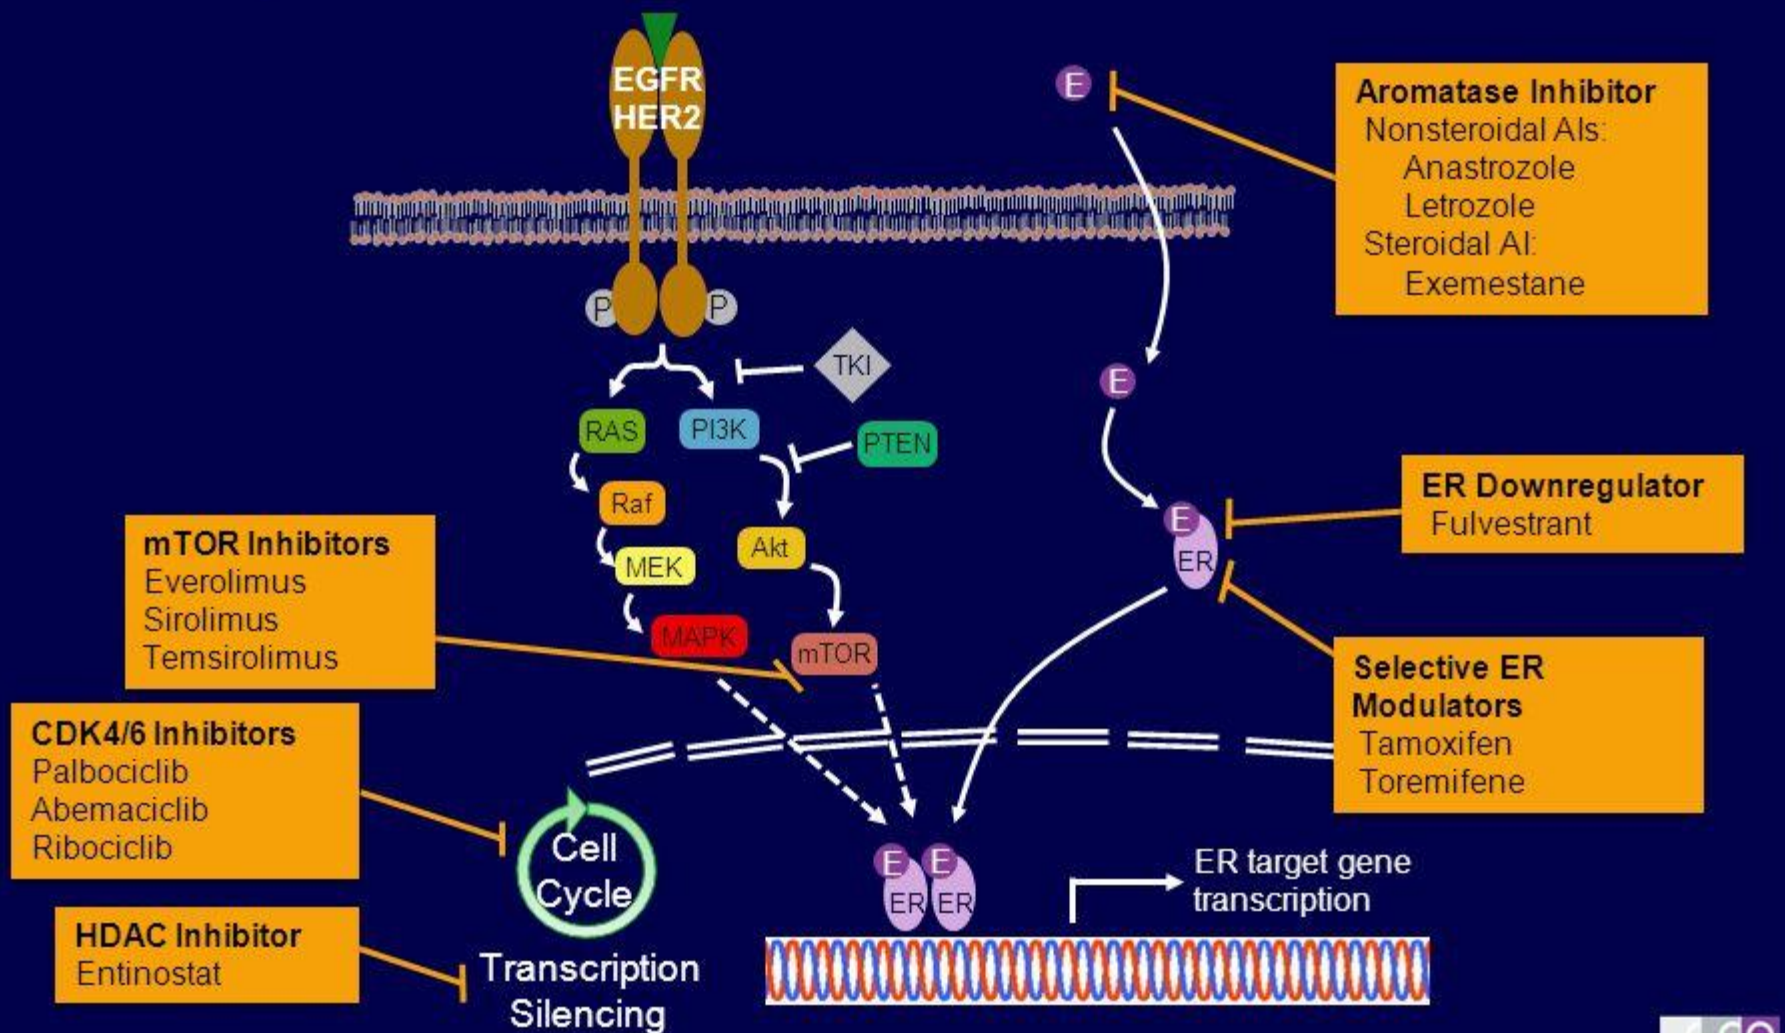 EGFR
HER2
E
Aromatase Inhibitor
Nonsteroidal AIs:
Anastrozole
Letrozole
Steroidal AI:
Exemestane
P
P
TKI
E
RAS
PI3K
PTEN
ER Downregulator
Fulvestrant
Raf
E
ER
mTOR Inhibitors
Everolimus
Sirolimus
Temsirolimus
MEK
Akt
MAPK
mTOR
Selective ER
Modulators
Tamoxifen
Toremifene
CDK4/6 Inhibitors
Palbociclib
Abemaciclib
Ribociclib
Cell
Cycle
E
E
ER
ER
ER target gene
transcription
HDAC Inhibitor
Entinostat
Transcription
Silencing